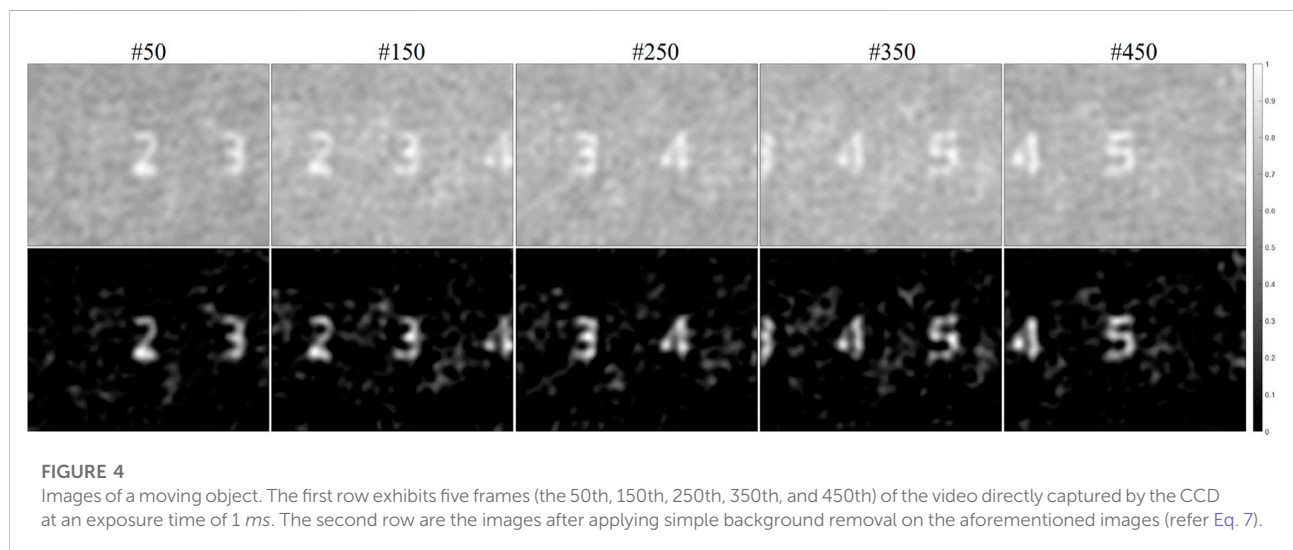 #50 #150 #250 #350 #450
2 3 2 3 4 3 4 3 4 5 4 5
1
0.9
0.8
0.7
0.6
0.5
0.4
0.3
0.2
0.1
0
2 3 2 3 4 3 4 3 4 5 4 5
FIGURE 4
Images of a moving object. The first row exhibits five frames (the 50th, 150th, 250th, 350th, and 450th) of the video directly captured by the CCD
at an exposure time of 1 ms. The second row are the images after applying simple background removal on the aforementioned images (refer Eq. 7).